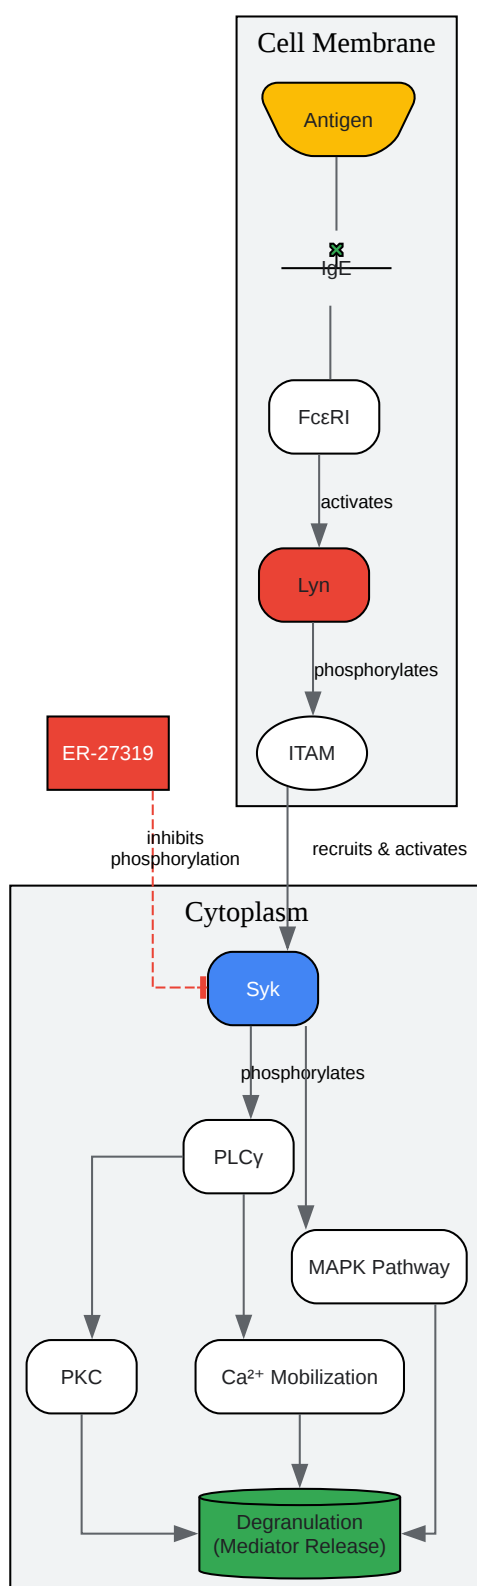 Cell Membrane
Antigen
IgE
FcεRI
activates
Lyn
phosphorylates
ER-27319
ITAM
inhibits
phosphorylation
recruits & activates
Cytoplasm
Syk
phosphorylates
PLCγ
MAPK Pathway
PKC
Ca²⁺ Mobilization
Degranulation
(Mediator Release)